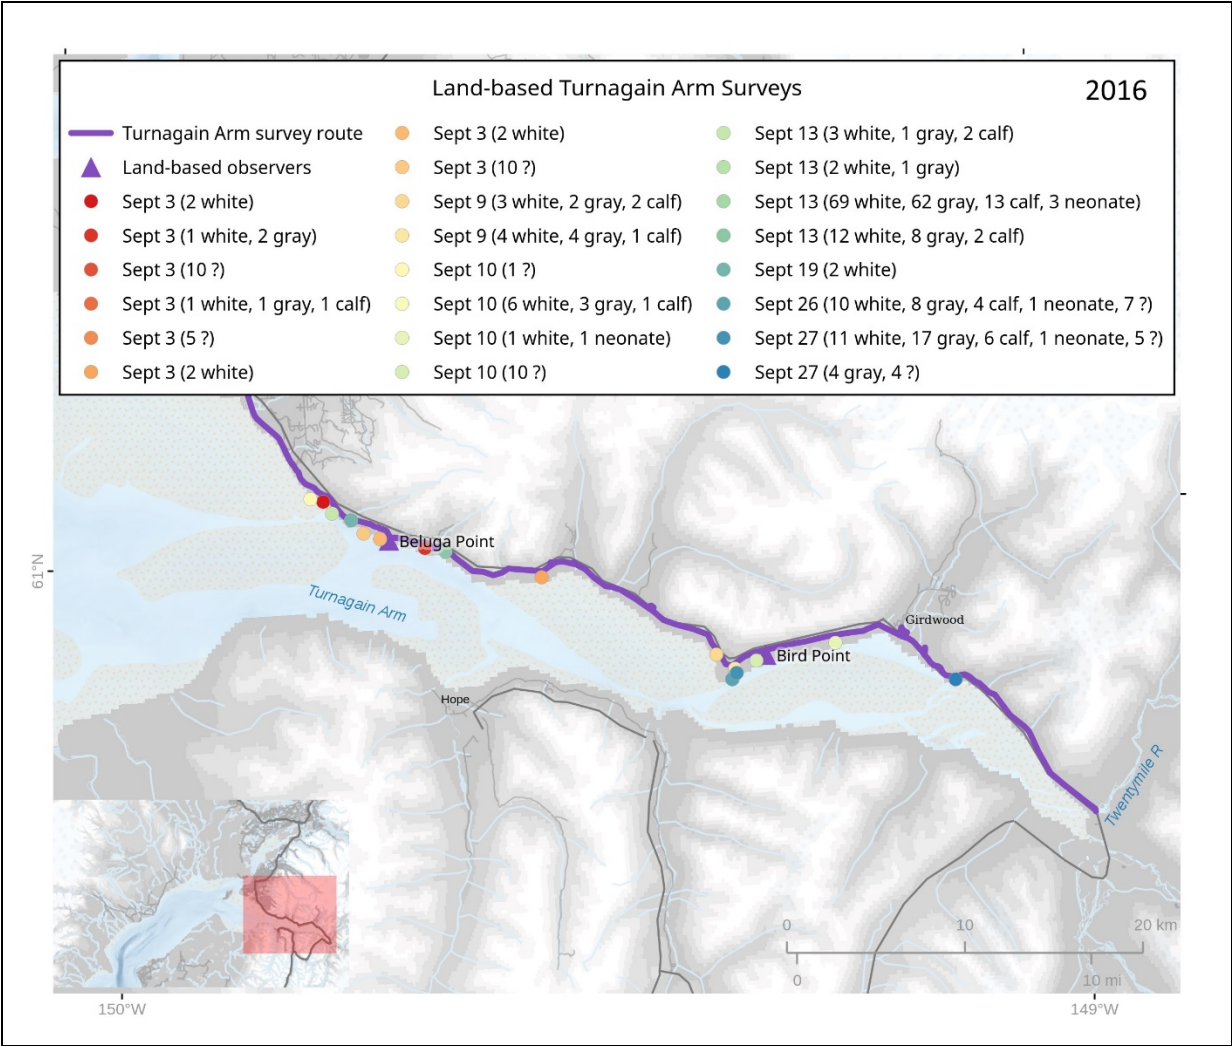 Land-based Turnagain Arm Surveys
2016
Turnagain Arm survey route
Land-based observers
Sept 3 (2 white)
Sept 3 (1 white, 2 gray)
Sept 3 (10 ?)
Sept 3 (1 white, 1 gray, 1 calf)
Sept 3 (5 ?)
Sept 3 (2 white)
Sept 3 (2 white)
Sept 3 (10 ?)
Sept 9 (3 white, 2 gray, 2 calf)
Sept 9 (4 white, 4 gray, 1 calf)
Sept 10 (1 ?)
Sept 10 (6 white, 3 gray, 1 calf)
Sept 10 (1 white, 1 neonate)
Sept 10 (10 ?)
Sept 13 (3 white, 1 gray, 2 calf)
Sept 13 (2 white, 1 gray)
Sept 13 (69 white, 62 gray, 13 calf, 3 neonate)
Sept 13 (12 white, 8 gray, 2 calf)
Sept 19 (2 white)
Sept 26 (10 white, 8 gray, 4 calf, 1 neonate, 7 ?)
Sept 27 (11 white, 17 gray, 6 calf, 1 neonate, 5 ?)
Sept 27 (4 gray, 4 ?)
Beluga Point
61°N
Turnagain Arm
Girdwood
Bird Point
Hope
Twentymile R
0 10 20 km
0 10 mi
150°W
149°W